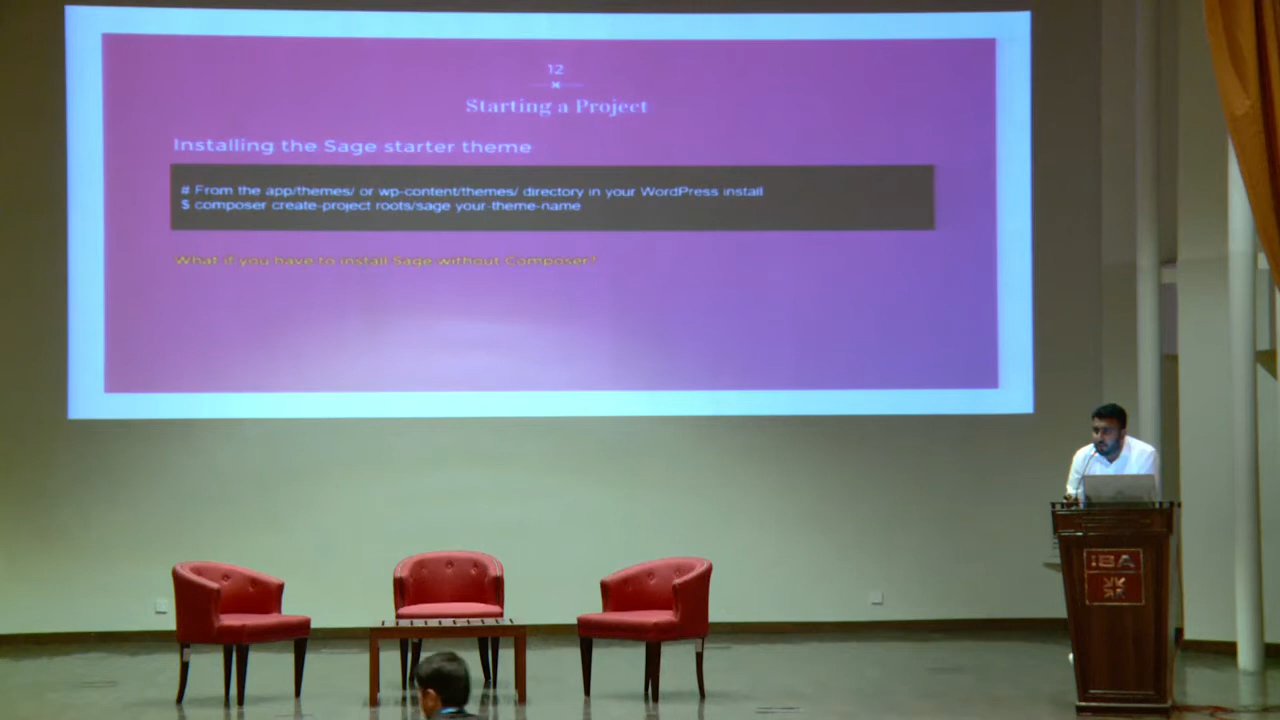 12
Starting a Project
Installing the Sage starter theme
# From the app/themes/ or wp-content/themes/ directory in your WordPress install
$ composer create-project roots/sage your-theme-name
What if you have to install Sage without Composer?
IBA